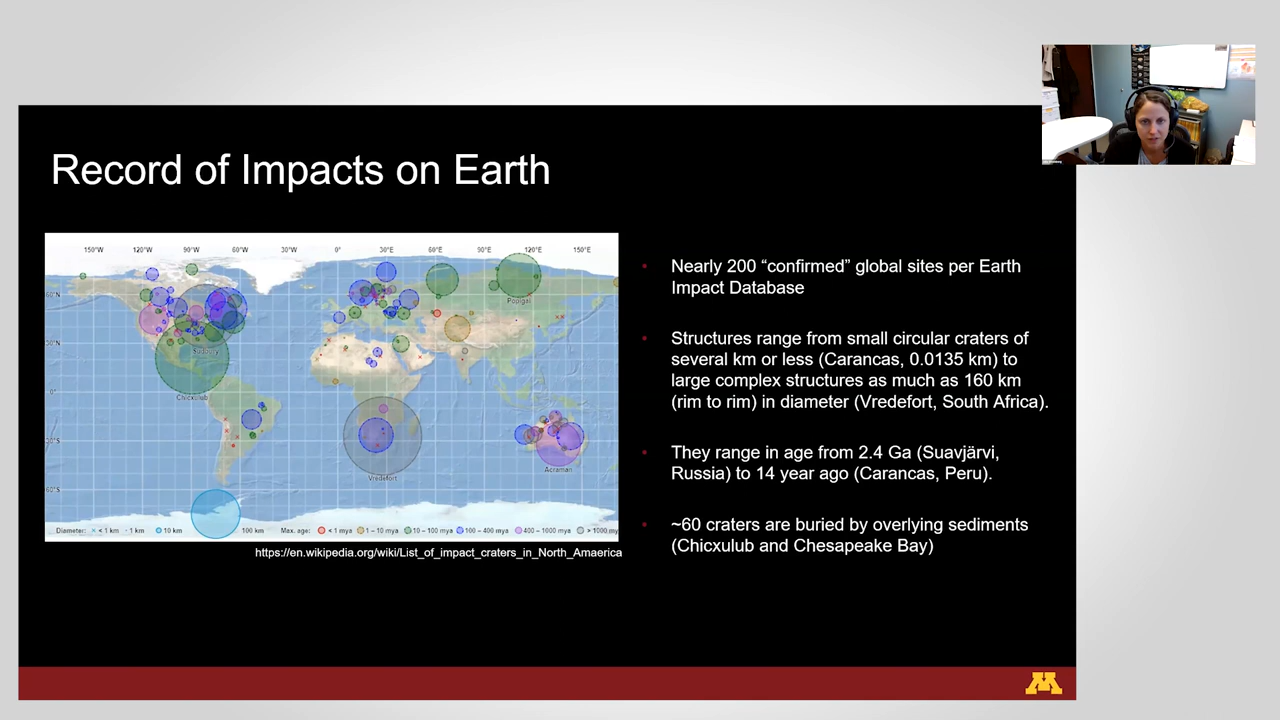 Record of Impacts on Earth
150°W 120°W 90°W 60°W 30°W 0° 30°E 60°E 90°E 120°E 150°E
60°N
30°N
0°
30°S
60°S
Popigai
Sudbury
Chicxulub
Acraman
Vredefort
Diameter: < 1 km 1 km 10 km 100 km Max. age: < 1 mya 1 – 10 mya 10 – 100 mya 100 – 400 mya 400 – 1000 mya > 1000 my
https://en.wikipedia.org/wiki/List_of_impact_craters_in_North_Amaerica
• Nearly 200 “confirmed” global sites per Earth
Impact Database
• Structures range from small circular craters of
several km or less (Carancas, 0.0135 km) to
large complex structures as much as 160 km
(rim to rim) in diameter (Vredefort, South Africa).
• They range in age from 2.4 Ga (Suavjärvi,
Russia) to 14 year ago (Carancas, Peru).
• ~60 craters are buried by overlying sediments
(Chicxulub and Chesapeake Bay)
M